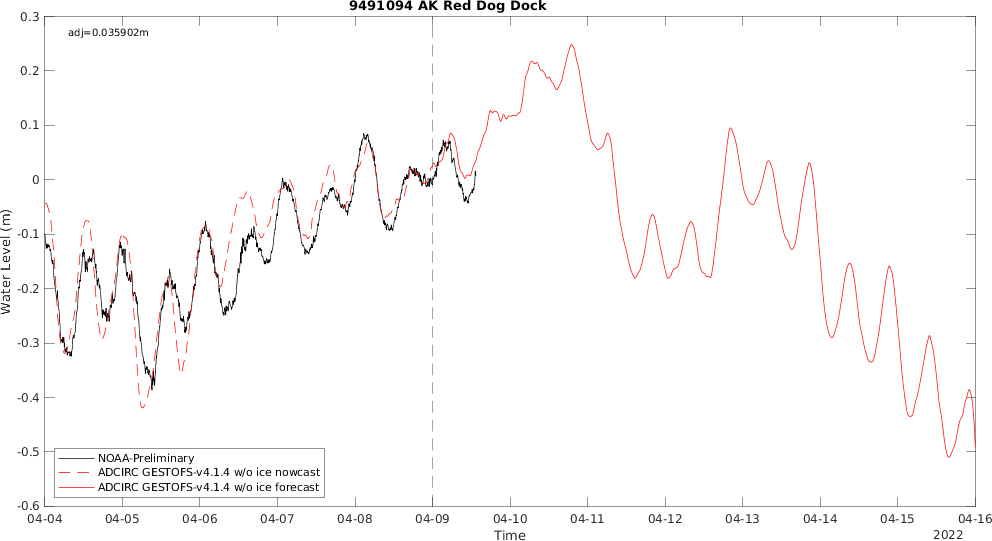 9491094 AK Red Dog Dock
adj=0.035902m
0.3
0.2
0.1
0
-0.1
-0.2
-0.3
-0.4
-0.5
-0.6
Water Level (m)
NOAA-Preliminary
ADCIRC GESTOFS-v4.1.4 w/o ice nowcast
ADCIRC GESTOFS-v4.1.4 w/o ice forecast
04-04 04-05 04-06 04-07 04-08 04-09 04-10 04-11 04-12 04-13 04-14 04-15 04-16
Time
2022